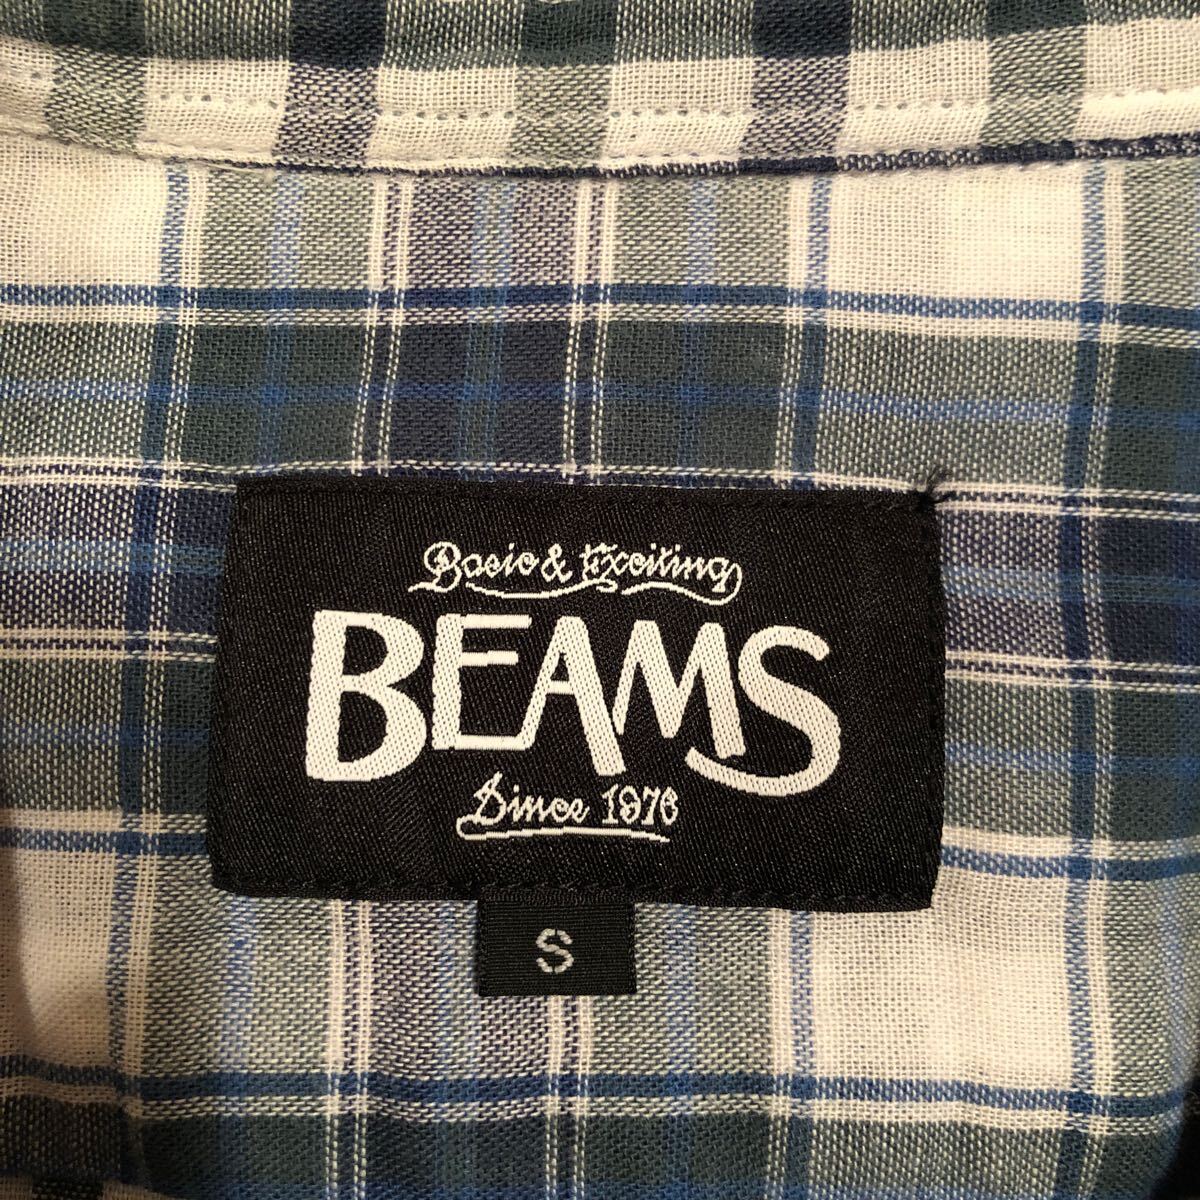 Basic & Exciting
BEAMS
Since 1976
S